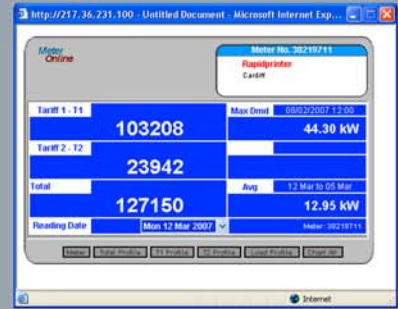 http://217.36.231.100 - Untitled Document - Microsoft Internet Exp...
Meter Online
Meter No. 30219711
Rapidprinter
Cardiff
Tariff 1 - T1
103208
Max Dmd 08/02/2007 12:00
44.30 kW
Tariff 2 - T2
23942
Total
127150
Avg 12 Mar to 05 Mar
12.95 kW
Reading Date Mon 12 Mar 2007
Meter: 30219711
Meter Total Profile T1 Profile T2 Profile Load Profile Chart All
Internet